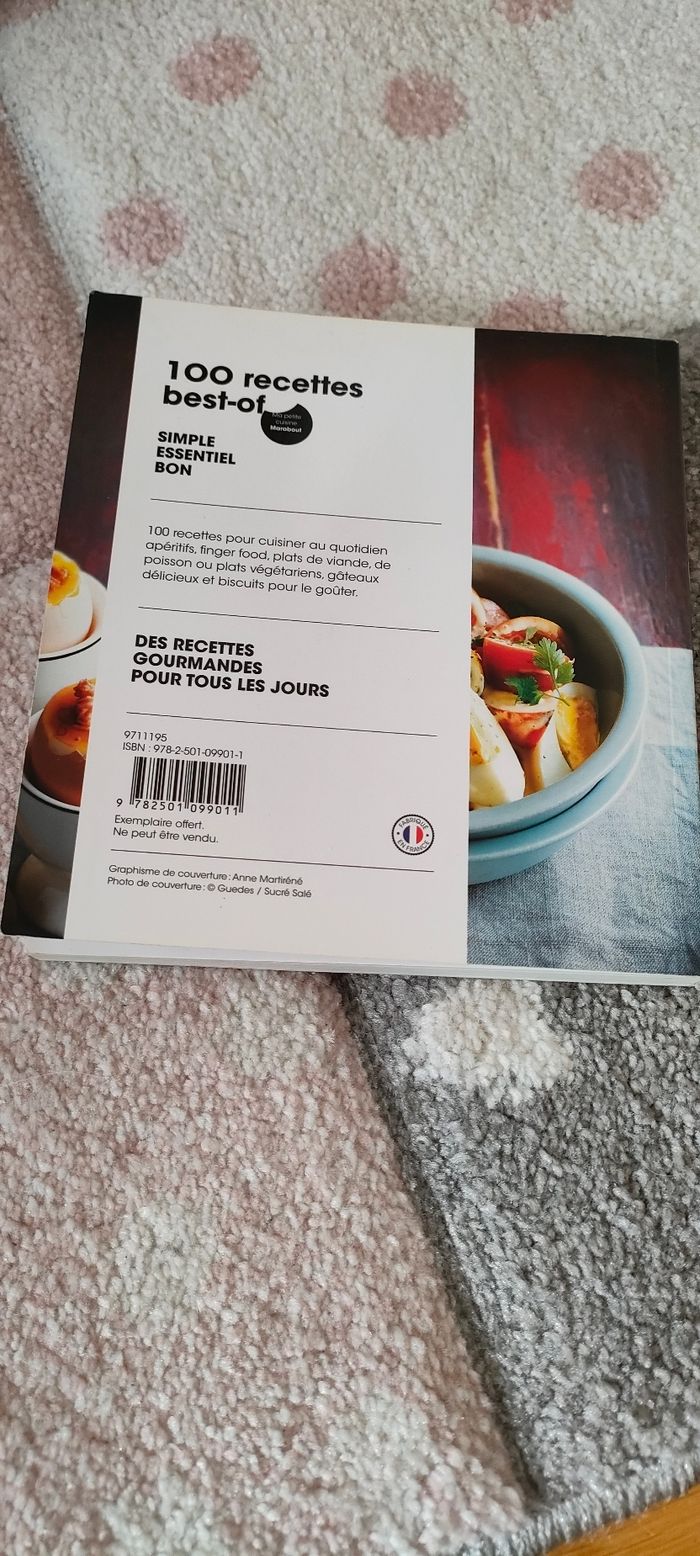 100 recettes
best-of
Ma petite
cuisine
Marabout
SIMPLE
ESSENTIEL
BON
100 recettes pour cuisiner au quotidien
apéritifs, finger food, plats de viande, de
poisson ou plats végétariens, gâteaux
délicieux et biscuits pour le goûter.
DES RECETTES
GOURMANDES
POUR TOUS LES JOURS
9711195
ISBN : 978-2-501-09901-1
9 782501 099011
Exemplaire offert.
Ne peut être vendu.
FABRIQUÉ
EN FRANCE
Graphisme de couverture : Anne Martiréné
Photo de couverture : © Guedes / Sucré Salé